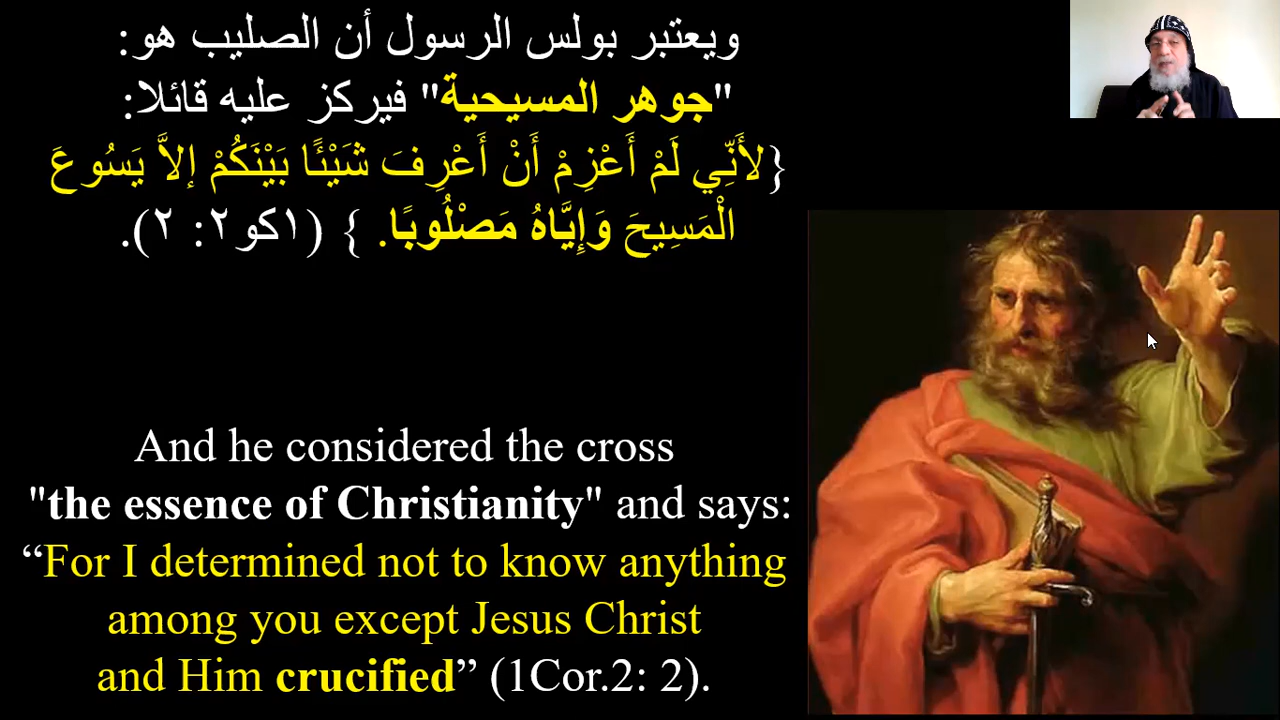 ويعتبر بولس الرسول أن الصليب هو:
"جوهر المسيحية" فيركز عليه قائلا:
{لأَنِّي لَمْ أَعْزِمْ أَنْ أَعْرِفَ شَيْئًا بَيْنَكُمْ إلاَّ يَسُوعَ
الْمَسِيحَ وَإِيَّاهُ مَصْلُوبًا. } (١كو٢: ٢).
And he considered the cross
"the essence of Christianity" and says:
“For I determined not to know anything
among you except Jesus Christ
and Him crucified” (1Cor.2: 2).